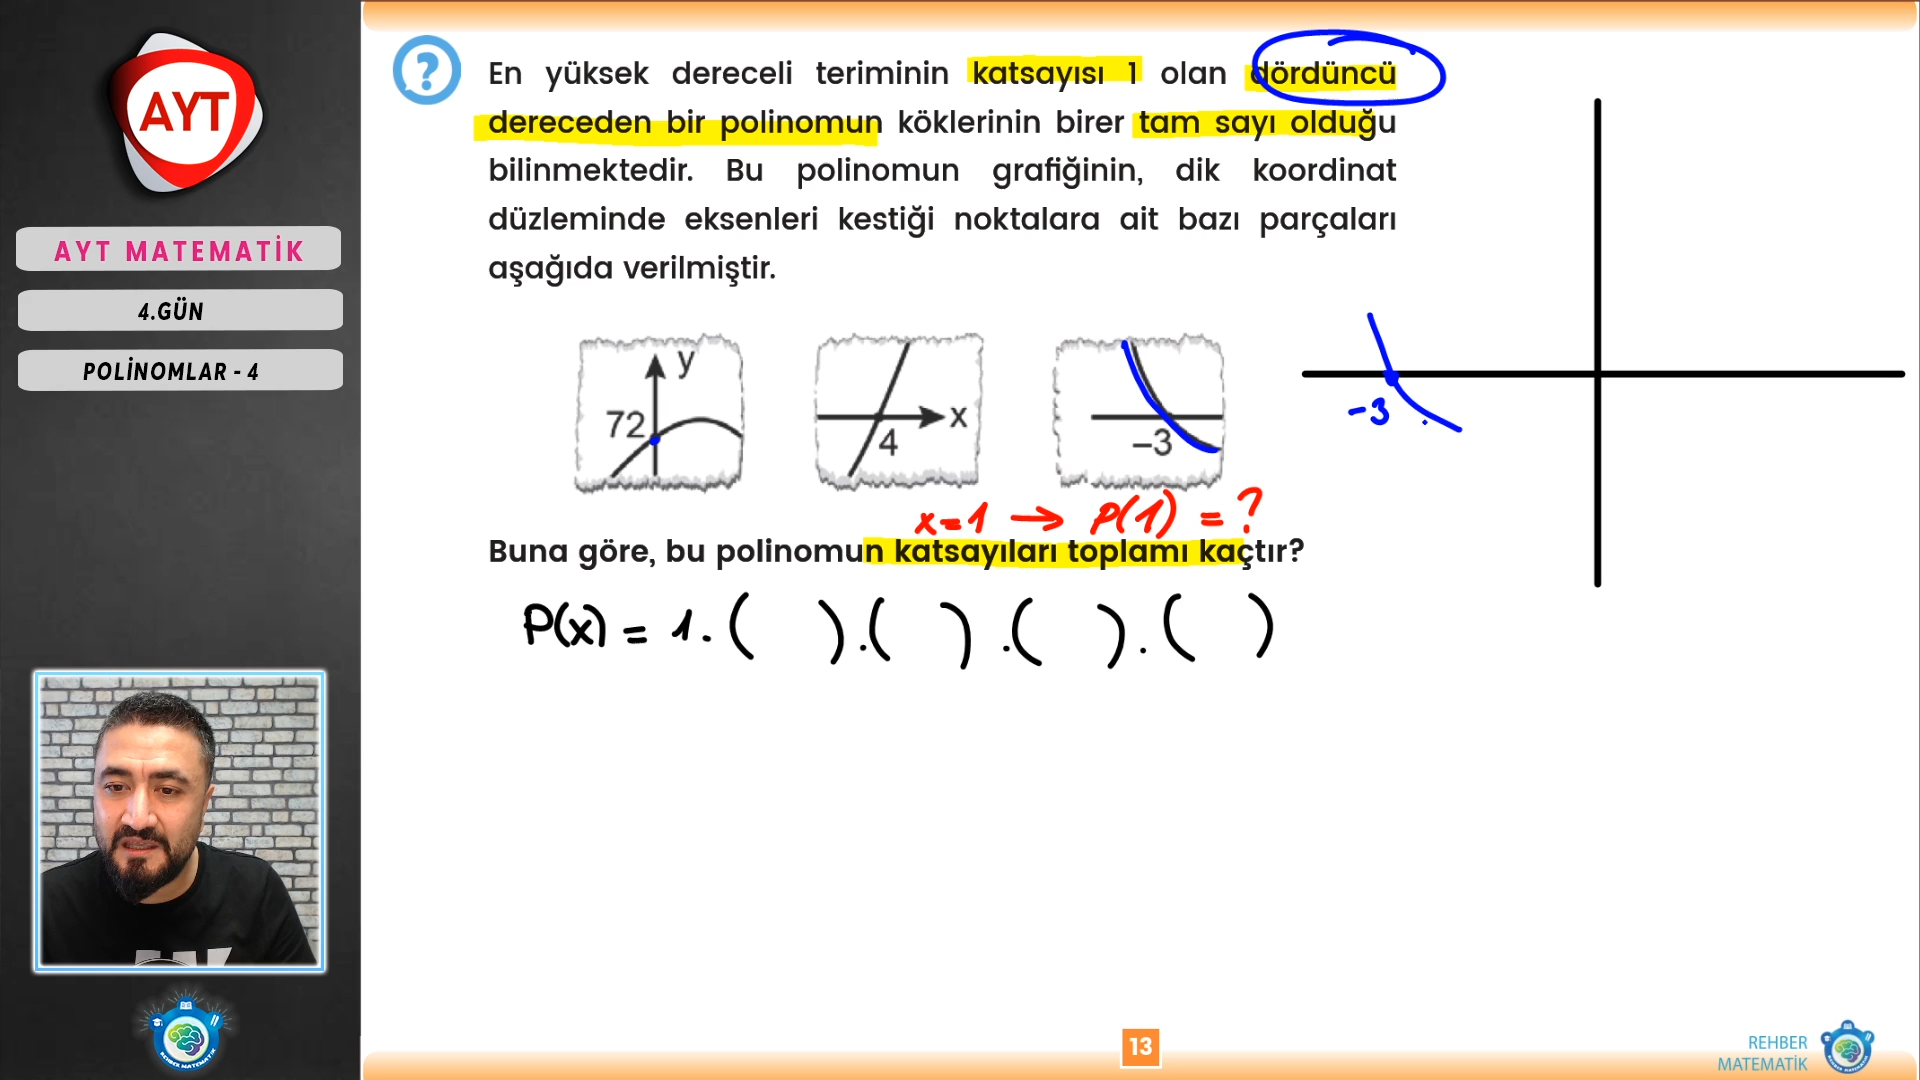 AYT
AYT MATEMATİK
4.GÜN
POLİNOMLAR - 4
En yüksek dereceli teriminin katsayısı 1 olan dördüncü
dereceden bir polinomun köklerinin birer tam sayı olduğu
bilinmektedir. Bu polinomun grafiğinin, dik koordinat
düzleminde eksenleri kestiği noktalara ait bazı parçaları
aşağıda verilmiştir.
y
72
x
4
-3
-3
x=1 → P(1) = ?
Buna göre, bu polinomun katsayıları toplamı kaçtır?
P(x) = 1.( ).( ).( ).( )
13
REHBER
MATEMATİK